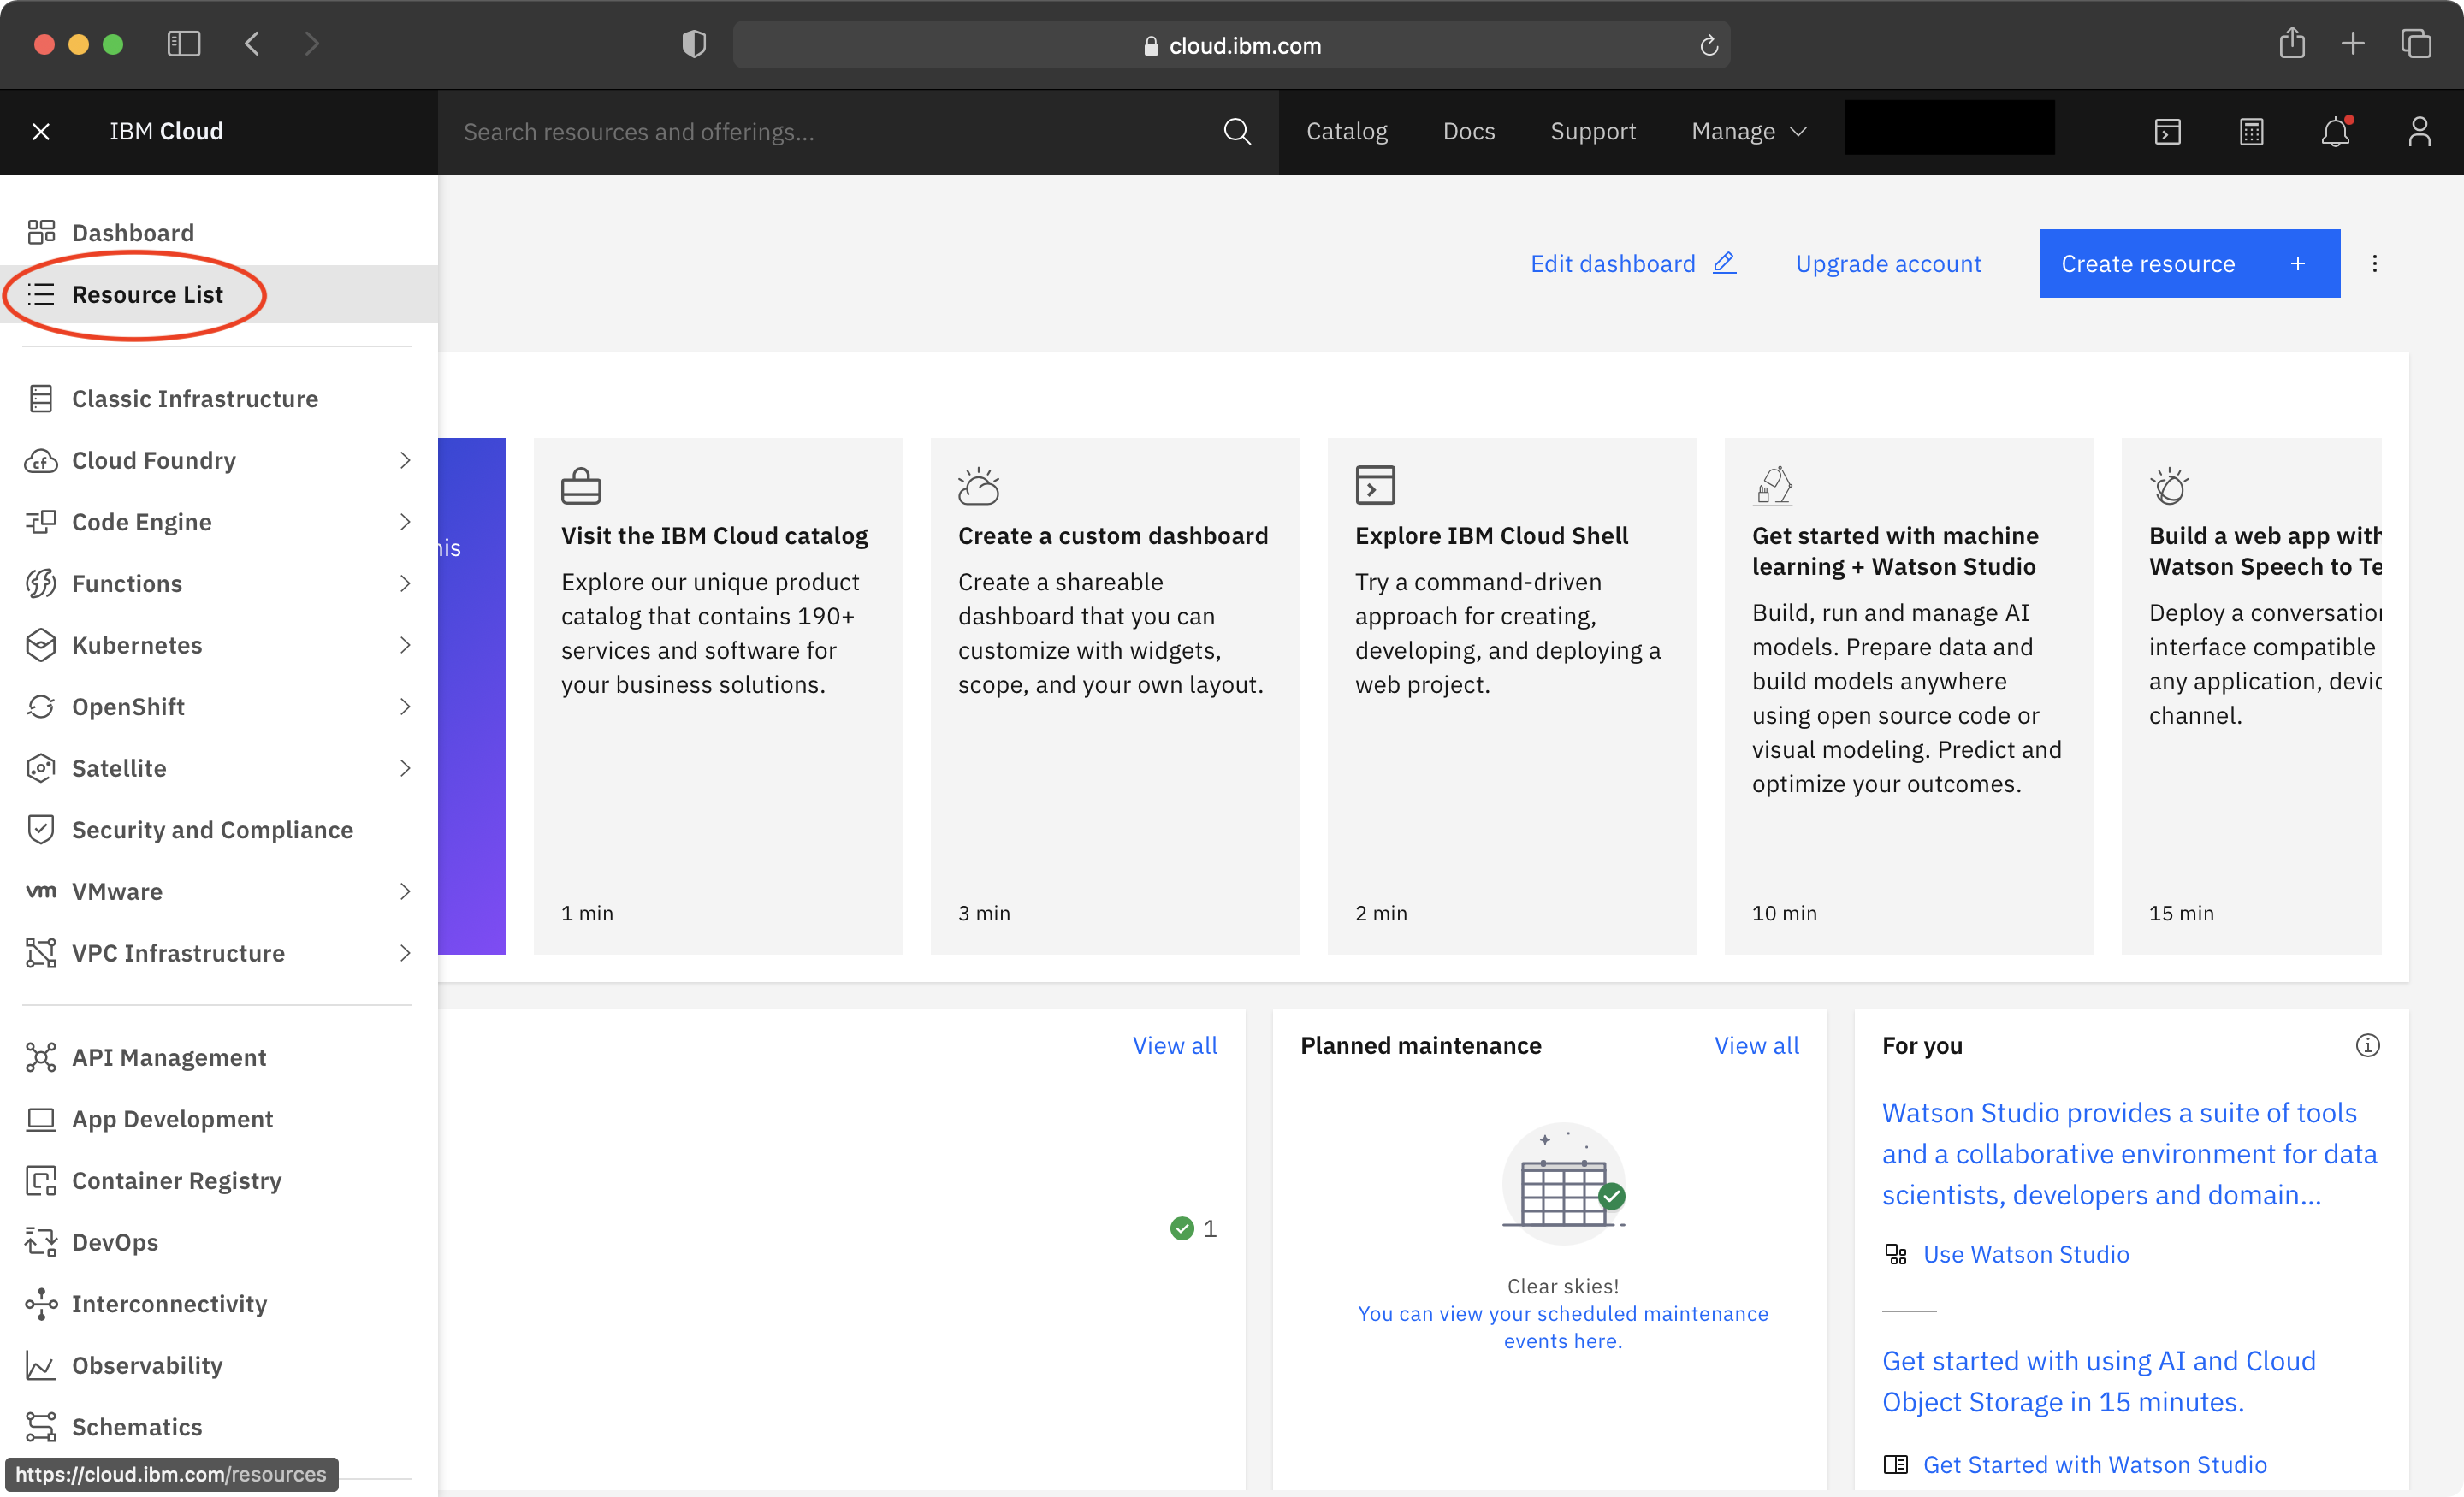 cloud.ibm.com
IBM Cloud
Search resources and offerings...
Catalog
Docs
Support
Manage
Dashboard
Resource List
Classic Infrastructure
Cloud Foundry
Code Engine
Functions
Kubernetes
OpenShift
Satellite
Security and Compliance
vm VMware
VPC Infrastructure
API Management
App Development
Container Registry
DevOps
Interconnectivity
Observability
Schematics
https://cloud.ibm.com/resources
Edit dashboard
Upgrade account
Create resource +
Visit the IBM Cloud catalog
Explore our unique product
catalog that contains 190+
services and software for
your business solutions.
1 min
Create a custom dashboard
Create a shareable
dashboard that you can
customize with widgets,
scope, and your own layout.
3 min
Explore IBM Cloud Shell
Try a command-driven
approach for creating,
developing, and deploying a
web project.
2 min
Get started with machine
learning + Watson Studio
Build, run and manage AI
models. Prepare data and
build models anywhere
using open source code or
visual modeling. Predict and
optimize your outcomes.
10 min
Build a web app with
Watson Speech to Te
Deploy a conversation
interface compatible
any application, devic
channel.
15 min
View all
1
Planned maintenance
View all
Clear skies!
You can view your scheduled maintenance
events here.
For you
Watson Studio provides a suite of tools
and a collaborative environment for data
scientists, developers and domain...
Use Watson Studio
Get started with using AI and Cloud
Object Storage in 15 minutes.
Get Started with Watson Studio